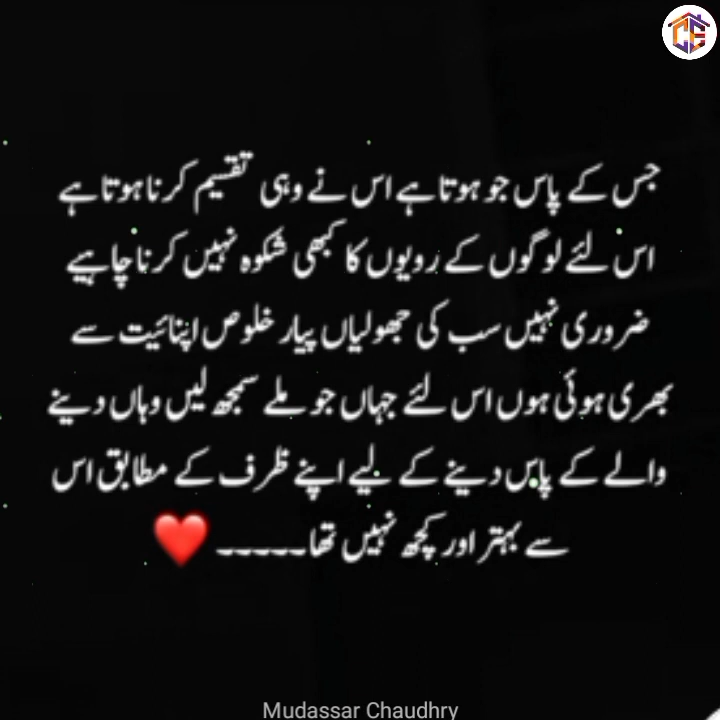 جس کے پاس جو ہوتا ہے اس نے وہی تقسیم کرنا ہوتا ہے
اس لئے لوگوں کے رویوں کا کبھی شکوہ نہیں کرنا چاہیے
ضروری نہیں سب کی جھولیاں پیار خلوص اپنائیت سے
بھری ہوئی ہوں اس لئے جہاں جو ملے سمجھ لیں وہاں دینے
والے کے پاس دینے کے لیے اپنے ظرف کے مطابق اس
سے بہتر اور کچھ نہیں تھا۔۔۔۔۔ ❤️
Mudassar Chaudhry